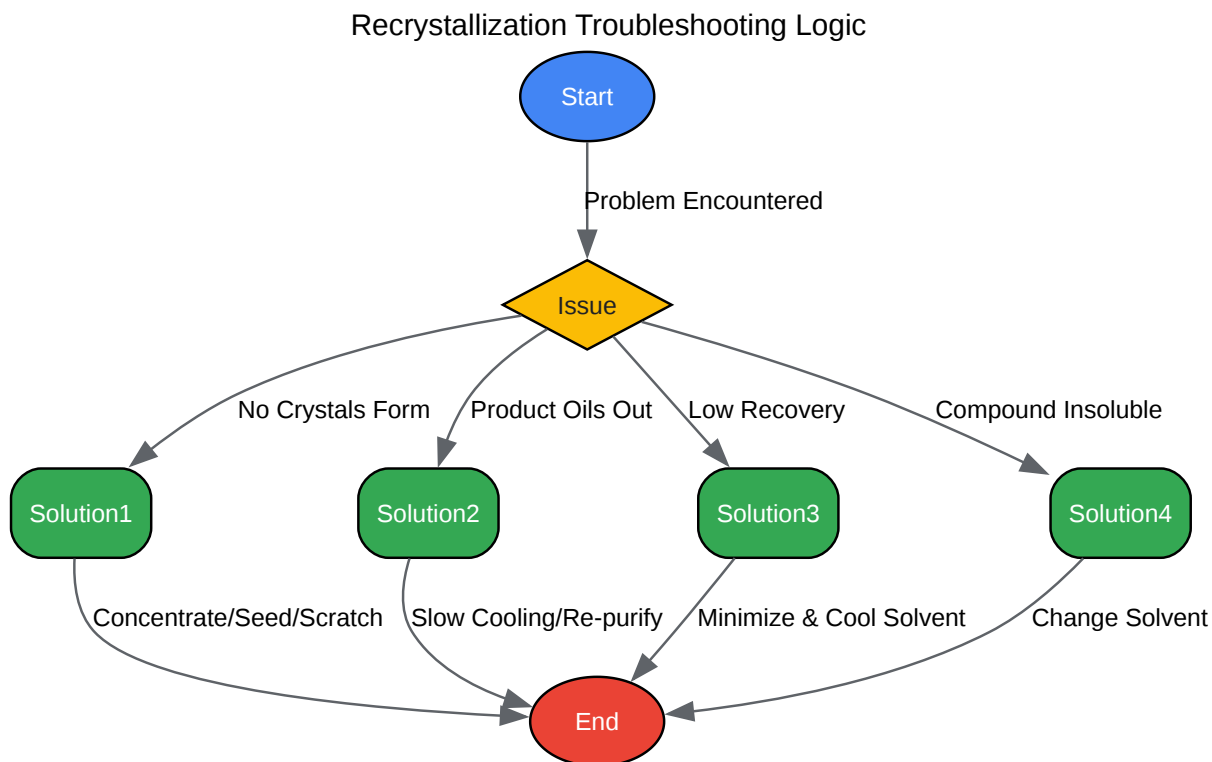 Recrystallization Troubleshooting Logic
Start
Problem Encountered
Issue
No Crystals Form
Product Oils Out
Low Recovery
Compound Insoluble
Solution1
Solution2
Solution3
Solution4
Concentrate/Seed/Scratch
Slow Cooling/Re-purify
Minimize & Cool Solvent
Change Solvent
End